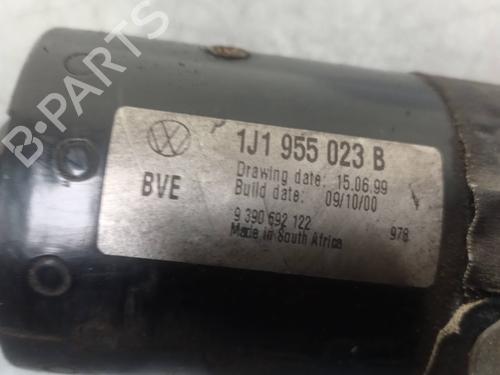 1J1 955 023 B
Drawing date: 15.06.99
BVE Build date: 09/10/00
9 390 692 122 978
Made in South Africa
B-PARTS